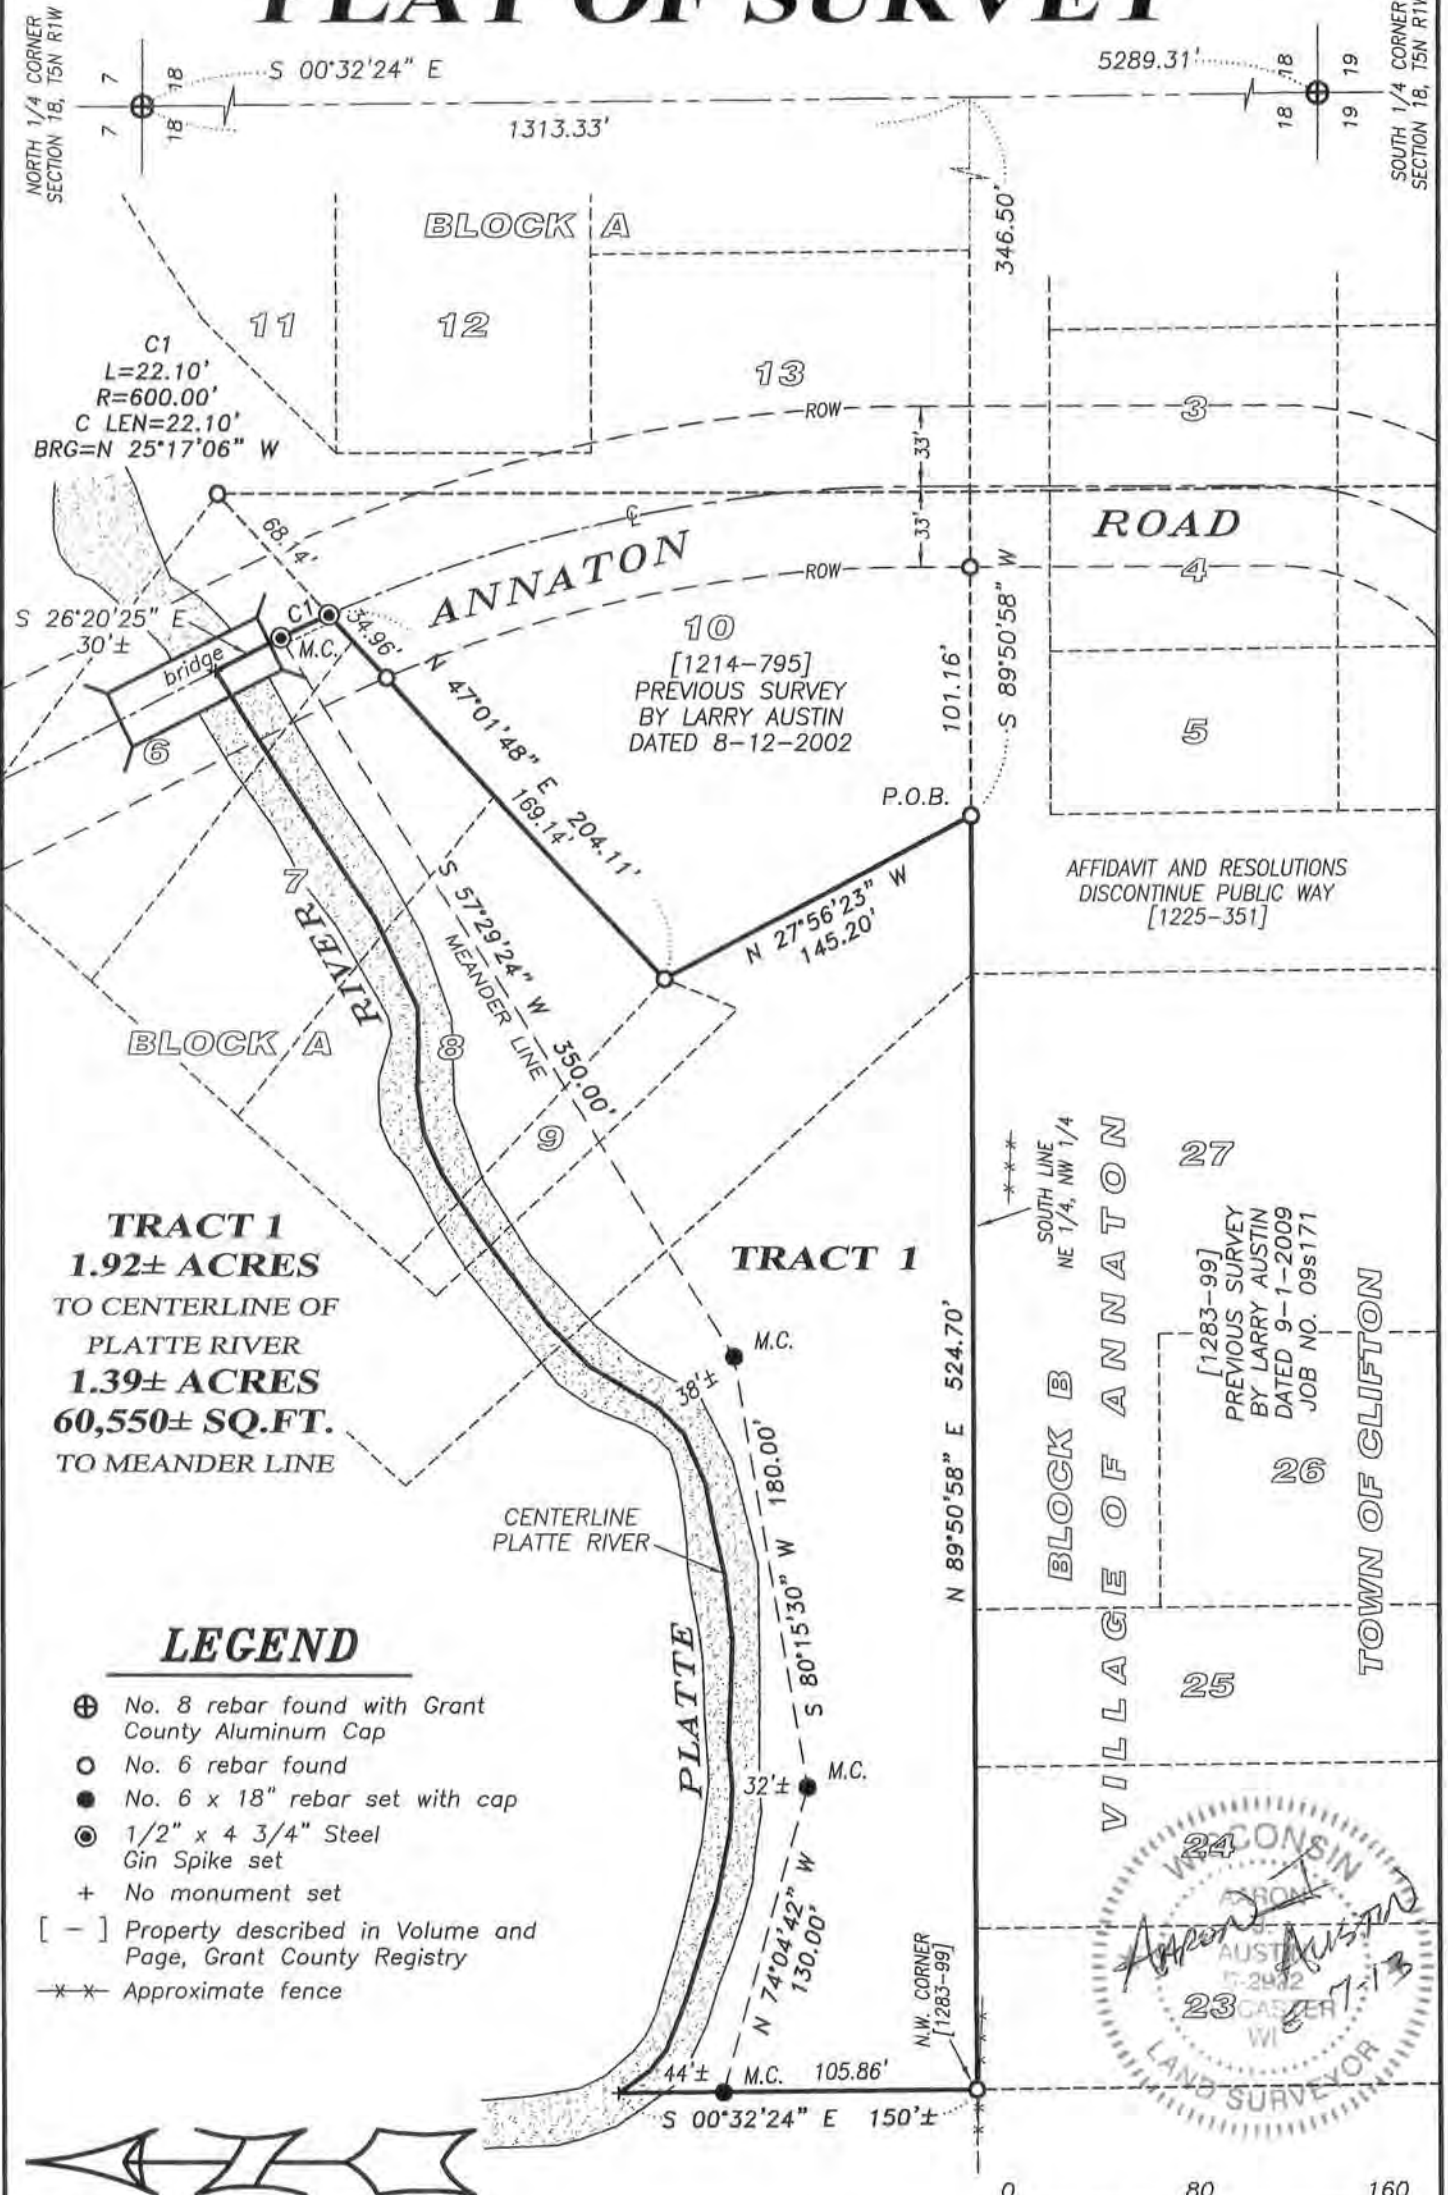 PLAT OF SURVEY
NORTH 1/4 CORNER
SECTION 18, T5N R1W
7
18
7
18
S 00°32'24" E
5289.31'
1313.33'
18
19
18
19
SOUTH 1/4 CORNER
SECTION 18, T5N R1W
346.50'
BLOCK A
11
12
13
C1
L=22.10'
R=600.00'
C LEN=22.10'
BRG=N 25°17'06" W
ROW
33'
33'
3
68.14'
℄
ANNATON
ROAD
ROW
4
S 26°20'25" E
30'±
C1
M.C.
bridge
34.96'
10
[1214-795]
PREVIOUS SURVEY
BY LARRY AUSTIN
DATED 8-12-2002
101.16'
S 89°50'58" W
5
6
N 47°01'48" E 204.11'
169.14'
P.O.B.
N 27°56'23" W
145.20'
AFFIDAVIT AND RESOLUTIONS
DISCONTINUE PUBLIC WAY
[1225-351]
7
RIVER
S 57°29'24" W 350.00'
MEANDER LINE
BLOCK A
8
9
SOUTH LINE
NE 1/4, NW 1/4
27
TRACT 1
1.92± ACRES
TO CENTERLINE OF
PLATTE RIVER
1.39± ACRES
60,550± SQ.FT.
TO MEANDER LINE
TRACT 1
M.C.
38'±
N 89°50'58" E 524.70'
BLOCK B
VILLAGE OF ANNATON
[1283-99]
PREVIOUS SURVEY
BY LARRY AUSTIN
DATED 9-1-2009
JOB NO. 09s171
26
TOWN OF CLIFTON
CENTERLINE
PLATTE RIVER
S 80°15'30" W 180.00'
PLATTE
25
LEGEND
No. 8 rebar found with Grant
County Aluminum Cap
No. 6 rebar found
No. 6 x 18" rebar set with cap
1/2" x 4 3/4" Steel
Gin Spike set
+ No monument set
[ - ] Property described in Volume and
Page, Grant County Registry
Approximate fence
32'±
M.C.
N 74°04'42" W
130.00'
24
WISCONSIN
AARON
J.
AUSTIN
WI
LAND SURVEYOR
Aaron J Austin
23
N.W. CORNER
[1283-99]
44'±
M.C.
105.86'
S 00°32'24" E 150'±
0
80
160